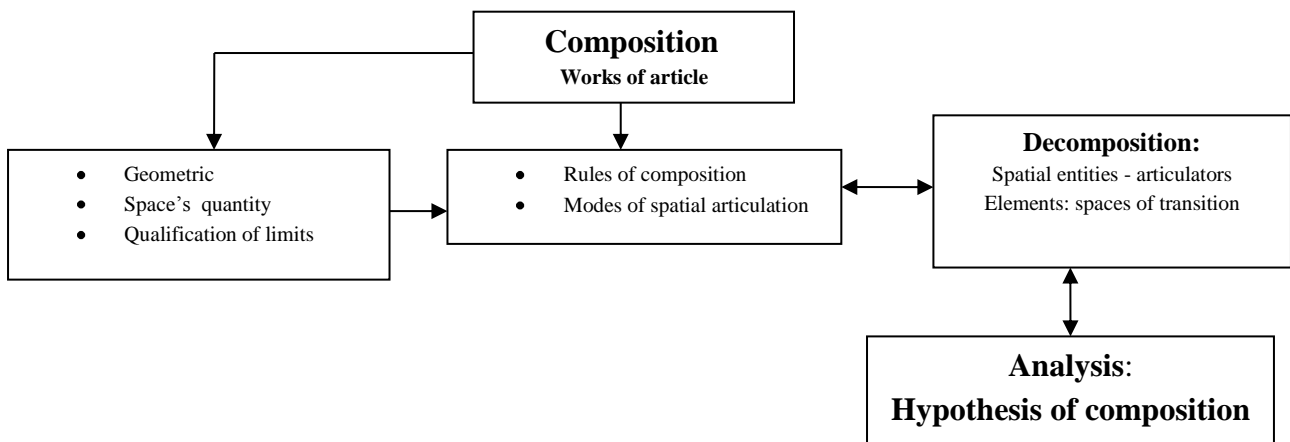 Composition
Works of article
• Geometric
• Space’s quantity
• Qualification of limits
• Rules of composition
• Modes of spatial articulation
Decomposition:
Spatial entities - articulators
Elements: spaces of transition
Analysis:
Hypothesis of composition